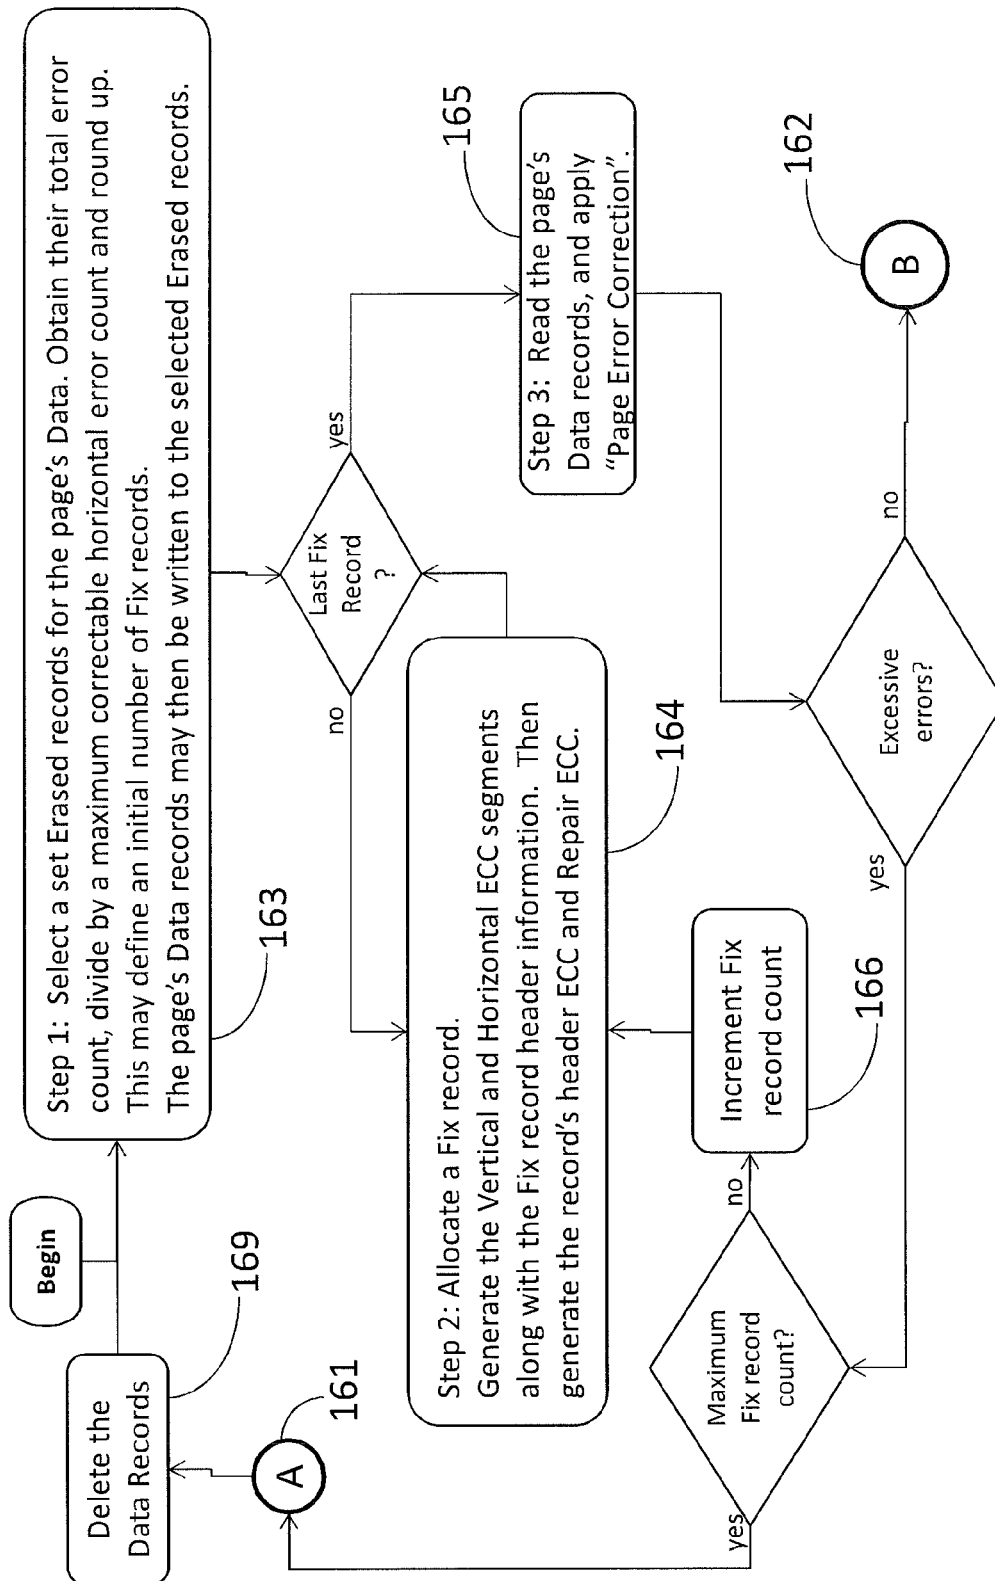 Begin
Delete the
Data Records
169
A
161
Step 1: Select a set Erased records for the page's Data. Obtain their total error
count, divide by a maximum correctable horizontal error count and round up.
This may define an initial number of Fix records.
The page's Data records may then be written to the selected Erased records.
163
Last Fix
Record
?
no
yes
Step 2: Allocate a Fix record.
Generate the Vertical and Horizontal ECC segments
along with the Fix record header information. Then
generate the record's header ECC and Repair ECC.
164
Step 3: Read the page's
Data records, and apply
"Page Error Correction".
165
Maximum
Fix record
count?
yes
no
Increment Fix
record count
166
Excessive
errors?
yes
no
B
162